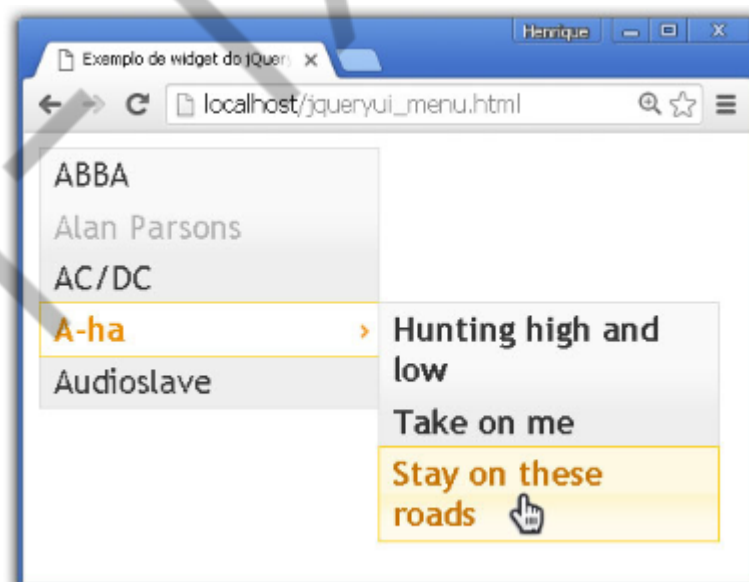 Henrique
Exemplo de widget do jQuery
localhost/jqueryui_menu.html
ABBA
Alan Parsons
AC/DC
A-ha
Audioslave
Hunting high and
low
Take on me
Stay on these
roads